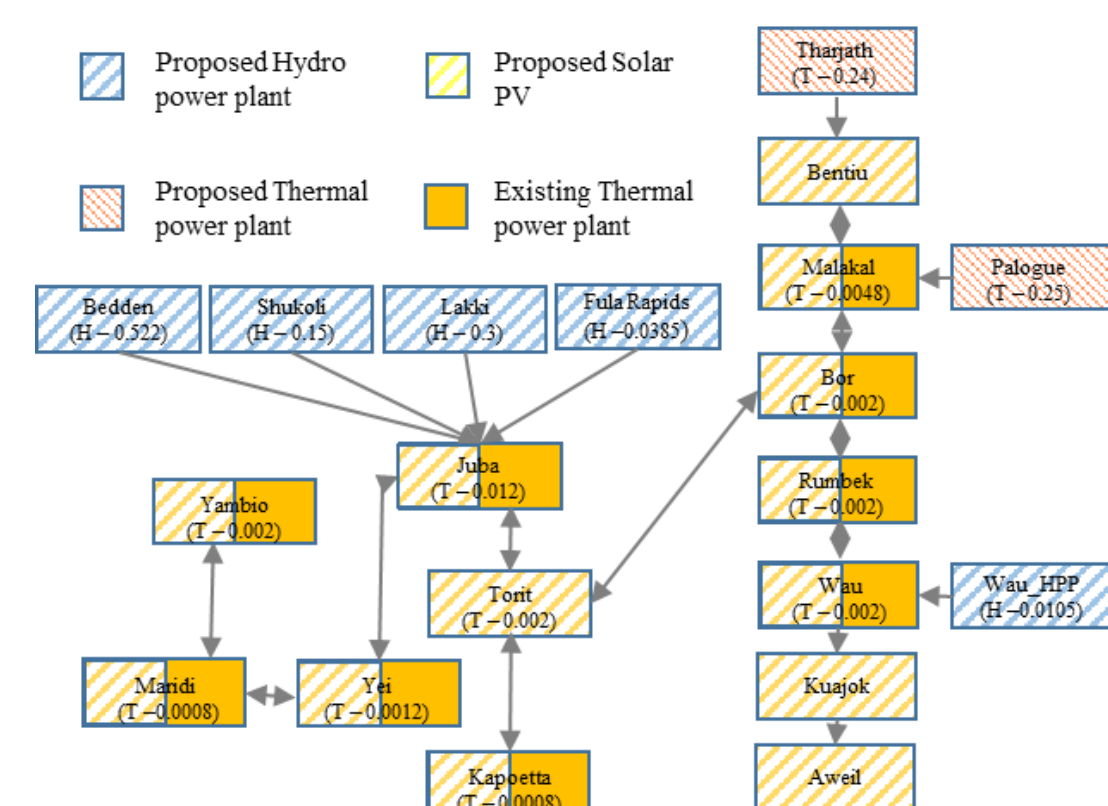 Proposed Hydro
power plant
Proposed Solar
PV
Proposed Thermal
power plant
Existing Thermal
power plant
Tharjath
(T – 0.24)
Bentiu
Malakal
(T – 0.0048)
Palogue
(T – 0.25)
Bedden
(H – 0.522)
Shukoli
(H – 0.15)
Lakki
(H – 0.3)
Fula Rapids
(H –0.0385)
Bor
(T – 0.002)
Juba
(T – 0.012)
Rumbek
(T – 0.002)
Yambio
(T – 0.002)
Torit
(T – 0.002)
Wau
(T – 0.002)
Wau_HPP
(H –0.0105)
Maridi
(T –0.0008)
Yei
(T – 0.0012)
Kuajok
Kapoetta
(T – 0.0008)
Aweil